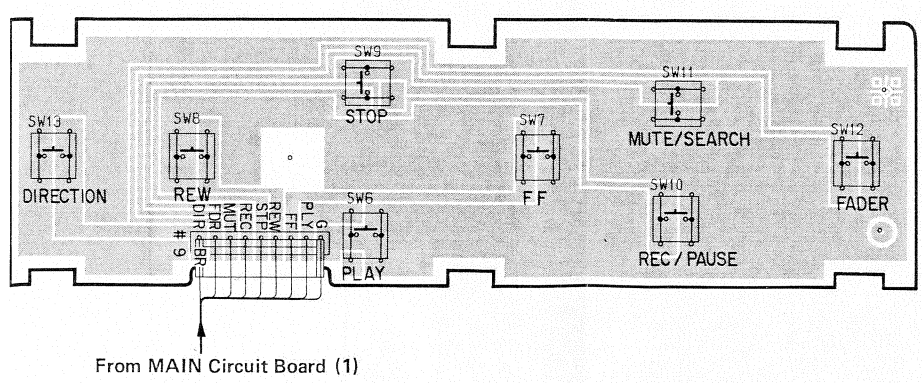 SW9
STOP
SW11
MUTE/SEARCH
SW13
DIRECTION
SW8
REW
SW7
FF
SW12
FADER
SW6
PLAY
SW10
REC/PAUSE
DIR
FDR
MUT
REC
STP
REW
FF
PLY
G
#9
BR
From MAIN Circuit Board (1)